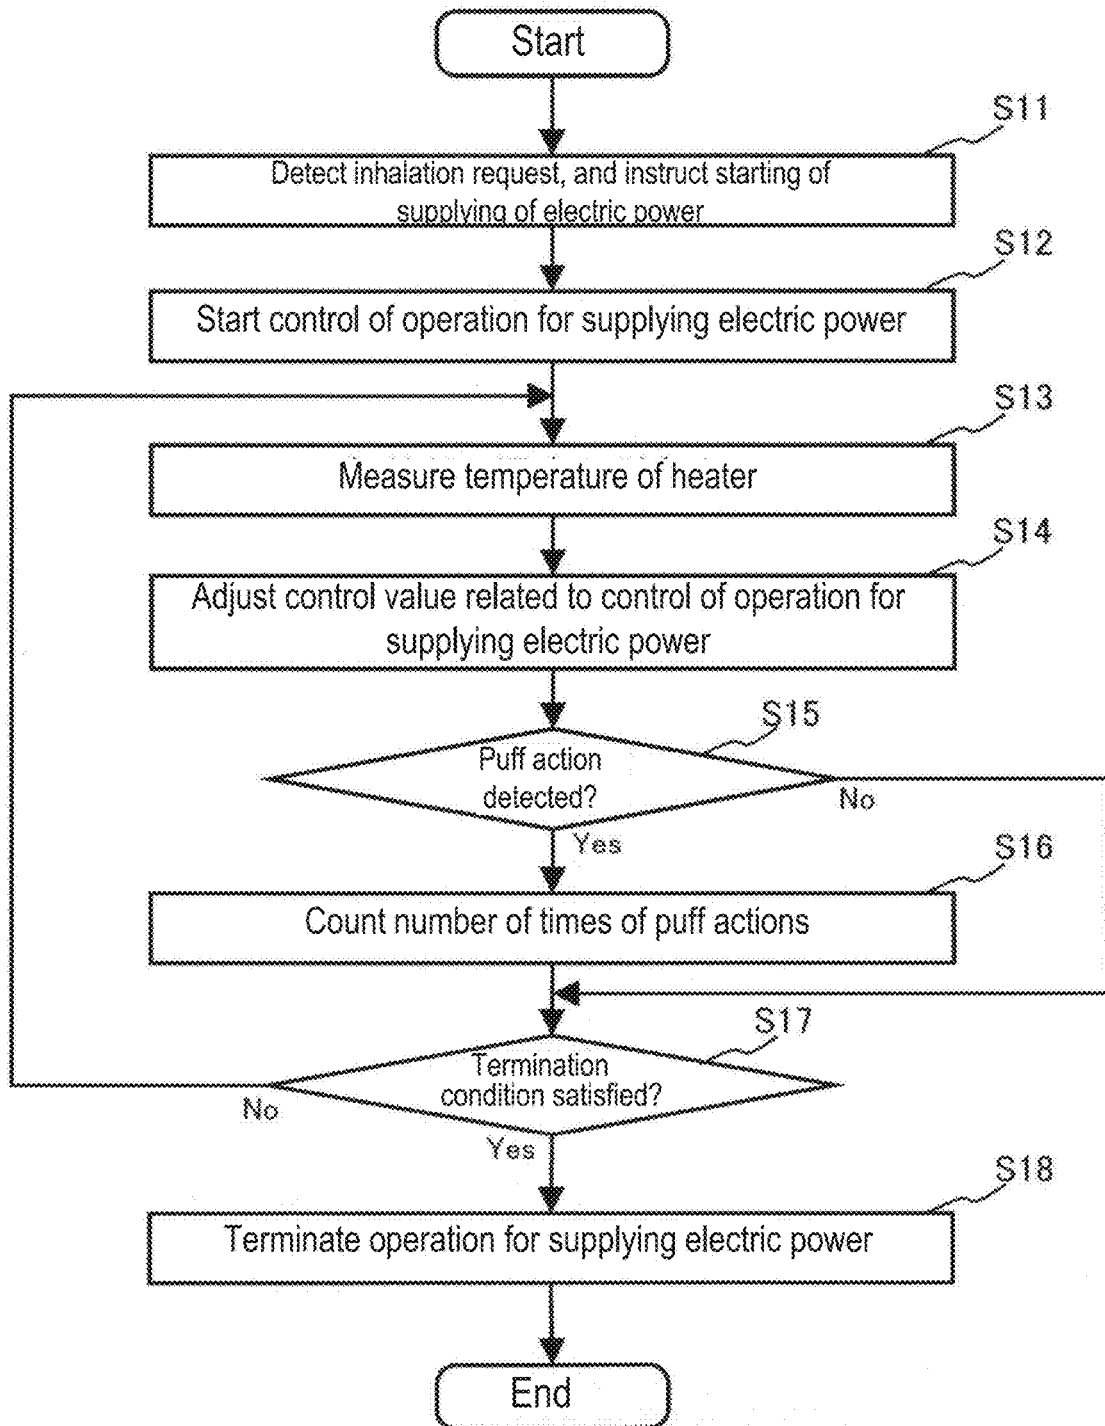 Start
S11
Detect inhalation request, and instruct starting of
supplying of electric power
S12
Start control of operation for supplying electric power
S13
Measure temperature of heater
S14
Adjust control value related to control of operation for
supplying electric power
S15
Puff action
detected?
No
Yes
S16
Count number of times of puff actions
S17
Termination
condition satisfied?
No
Yes
S18
Terminate operation for supplying electric power
End